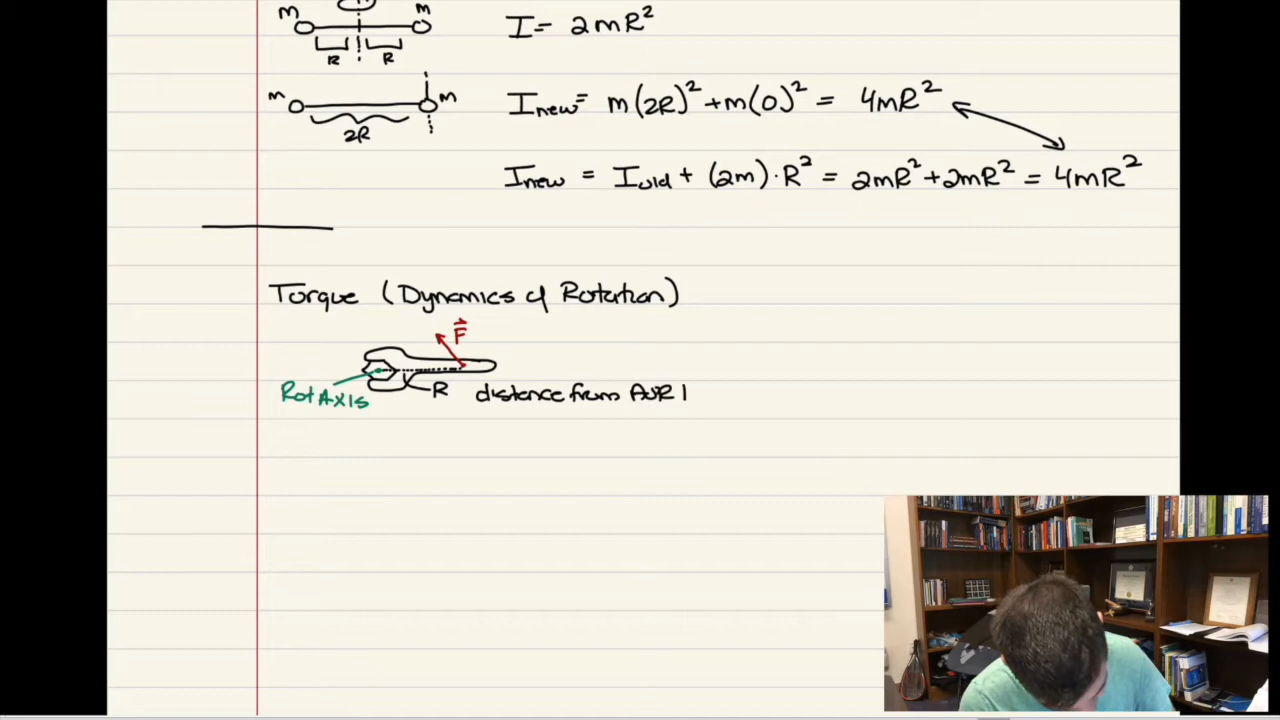 m m
R R
I = 2mR²
m m
2R
I_new = m(2R)² + m(0)² = 4mR²
I_new = I_old + (2m)·R² = 2mR² + 2mR² = 4mR²
Torque (Dynamics of Rotation)
F⃗
Rot Axis
R distance from AOR